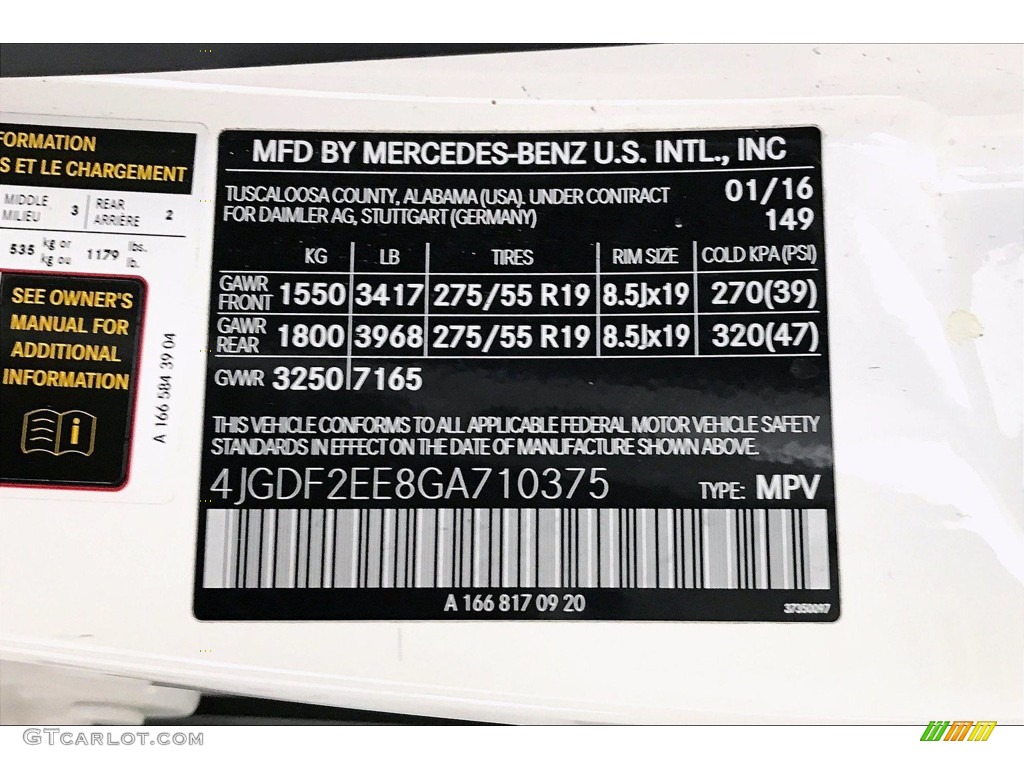 FORMATION
S ET LE CHARGEMENT
MIDDLE
MILIEU 3
REAR
ARRIÈRE 2
535 kg or
kg ou 1179 lbs.
lb.
SEE OWNER'S
MANUAL FOR
ADDITIONAL
INFORMATION
i
A 166 584 39 04
MFD BY MERCEDES-BENZ U.S. INTL., INC
TUSCALOOSA COUNTY, ALABAMA (USA). UNDER CONTRACT 01/16
FOR DAIMLER AG, STUTTGART (GERMANY) 149
KG LB TIRES RIM SIZE COLD KPA (PSI)
GAWR
FRONT 1550 3417 275/55 R19 8.5Jx19 270(39)
GAWR
REAR 1800 3968 275/55 R19 8.5Jx19 320(47)
GVWR 3250 7165
THIS VEHICLE CONFORMS TO ALL APPLICABLE FEDERAL MOTOR VEHICLE SAFETY
STANDARDS IN EFFECT ON THE DATE OF MANUFACTURE SHOWN ABOVE.
4JGDF2EE8GA710375 TYPE: MPV
A 166 817 09 20
37350097
GTCARLOT.COM